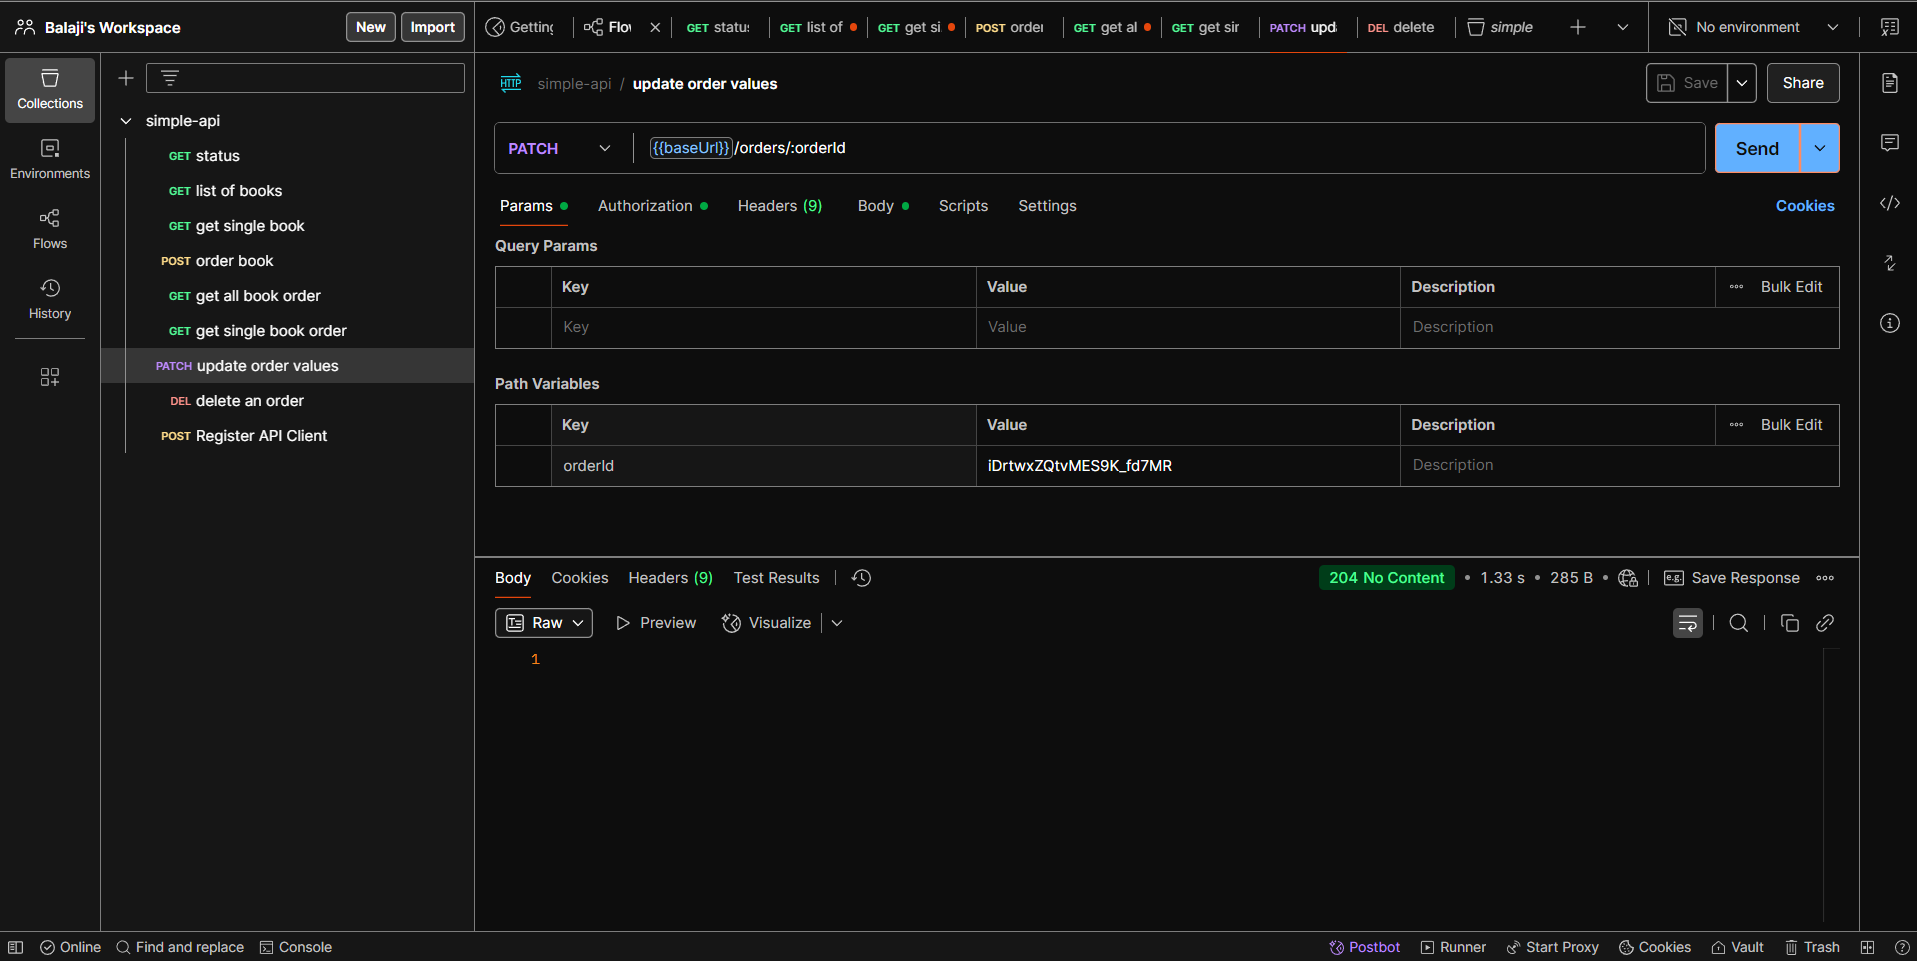 Balaji's Workspace
New
Import
Getting
Flow
GET status
GET list of
GET get si
POST order
GET get al
GET get sin
PATCH upd
DEL delete
simple
No environment
Collections
Environments
Flows
History
simple-api
GET status
GET list of books
GET get single book
POST order book
GET get all book order
GET get single book order
PATCH update order values
DEL delete an order
POST Register API Client
HTTP simple-api / update order values
Save
Share
PATCH
{{baseUrl}}/orders/:orderId
Send
Params
Authorization
Headers (9)
Body
Scripts
Settings
Cookies
Query Params
Key Value Description ••• Bulk Edit
Key Value Description
Path Variables
Key Value Description ••• Bulk Edit
orderId iDrtwxZQtvMES9K_fd7MR Description
Body Cookies Headers (9) Test Results
204 No Content • 1.33 s • 285 B •
e.g. Save Response
Raw
Preview
Visualize
1
Online
Find and replace
Console
Postbot
Runner
Start Proxy
Cookies
Vault
Trash